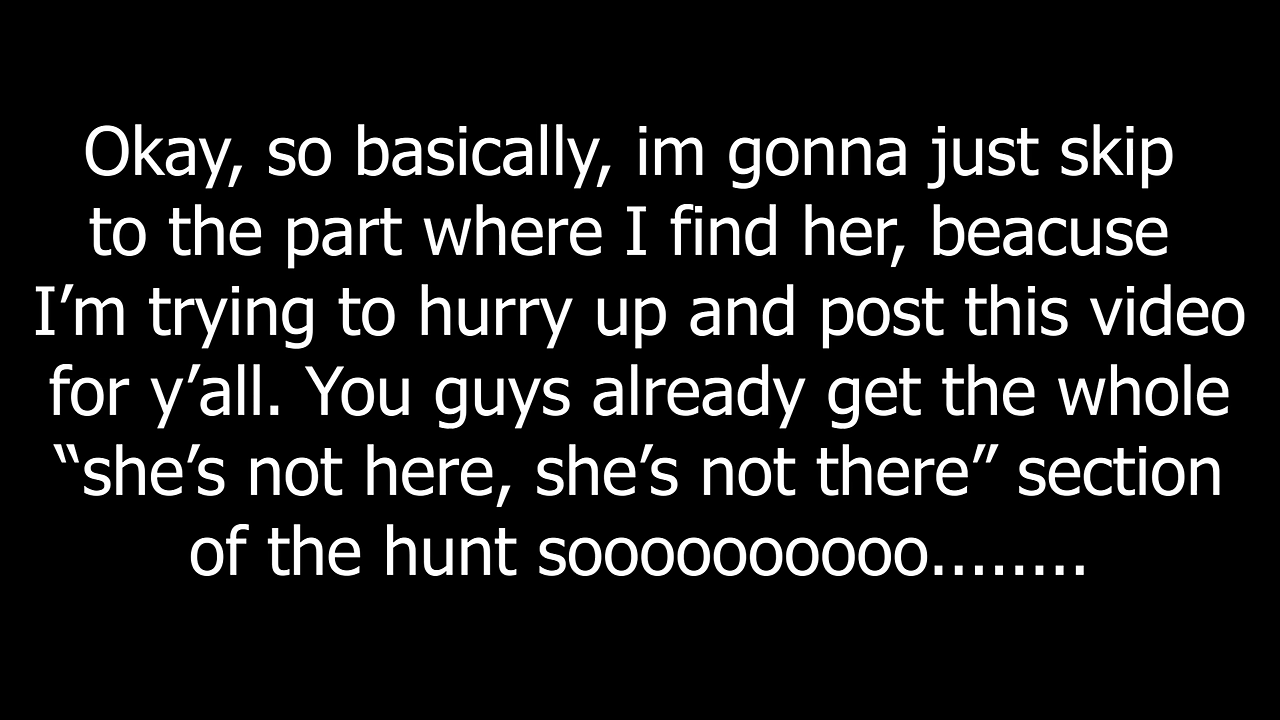 Okay, so basically, im gonna just skip
to the part where I find her, beacuse
I’m trying to hurry up and post this video
for y’all. You guys already get the whole
“she’s not here, she’s not there” section
of the hunt soooooooooo........